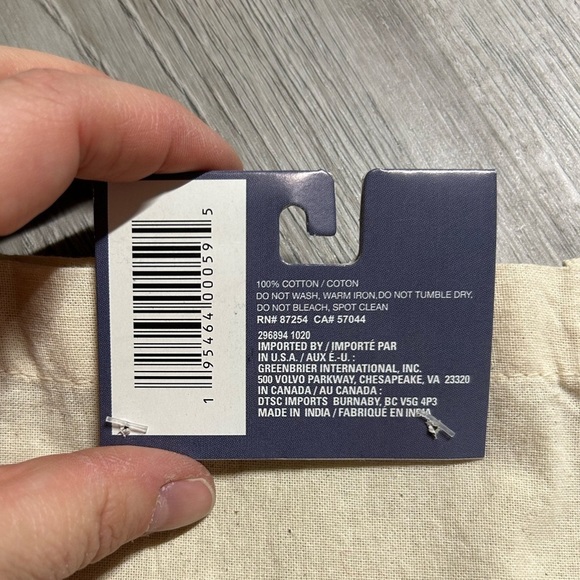 1 95464 00059 5
100% COTTON / COTON
DO NOT WASH, WARM IRON,DO NOT TUMBLE DRY,
DO NOT BLEACH, SPOT CLEAN
RN# 87254 CA# 57044
296894 1020
IMPORTED BY / IMPORTÉ PAR
IN U.S.A. / AUX É.-U. :
GREENBRIER INTERNATIONAL, INC.
500 VOLVO PARKWAY, CHESAPEAKE, VA 23320
IN CANADA / AU CANADA :
DTSC IMPORTS BURNABY, BC V5G 4P3
MADE IN INDIA / FABRIQUÉ EN INDIA